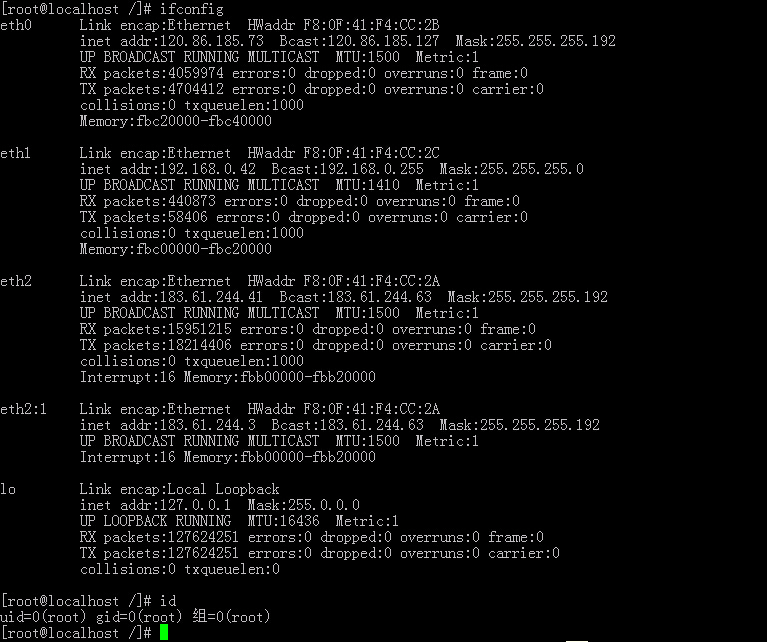 [root@localhost /]# ifconfig
eth0 Link encap:Ethernet HWaddr F8:0F:41:F4:CC:2B
inet addr:120.86.185.73 Bcast:120.86.185.127 Mask:255.255.255.192
UP BROADCAST RUNNING MULTICAST MTU:1500 Metric:1
RX packets:4059974 errors:0 dropped:0 overruns:0 frame:0
TX packets:4704412 errors:0 dropped:0 overruns:0 carrier:0
collisions:0 txqueuelen:1000
Memory:fbc20000-fbc40000
eth1 Link encap:Ethernet HWaddr F8:0F:41:F4:CC:2C
inet addr:192.168.0.42 Bcast:192.168.0.255 Mask:255.255.255.0
UP BROADCAST RUNNING MULTICAST MTU:1410 Metric:1
RX packets:440873 errors:0 dropped:0 overruns:0 frame:0
TX packets:58406 errors:0 dropped:0 overruns:0 carrier:0
collisions:0 txqueuelen:1000
Memory:fbc00000-fbc20000
eth2 Link encap:Ethernet HWaddr F8:0F:41:F4:CC:2A
inet addr:183.61.244.41 Bcast:183.61.244.63 Mask:255.255.255.192
UP BROADCAST RUNNING MULTICAST MTU:1500 Metric:1
RX packets:15951215 errors:0 dropped:0 overruns:0 frame:0
TX packets:18214406 errors:0 dropped:0 overruns:0 carrier:0
collisions:0 txqueuelen:1000
Interrupt:16 Memory:fbb00000-fbb20000
eth2:1 Link encap:Ethernet HWaddr F8:0F:41:F4:CC:2A
inet addr:183.61.244.3 Bcast:183.61.244.63 Mask:255.255.255.192
UP BROADCAST RUNNING MULTICAST MTU:1500 Metric:1
Interrupt:16 Memory:fbb00000-fbb20000
lo Link encap:Local Loopback
inet addr:127.0.0.1 Mask:255.0.0.0
UP LOOPBACK RUNNING MTU:16436 Metric:1
RX packets:127624251 errors:0 dropped:0 overruns:0 frame:0
TX packets:127624251 errors:0 dropped:0 overruns:0 carrier:0
collisions:0 txqueuelen:0
[root@localhost /]# id
uid=0(root) gid=0(root) 组=0(root)
[root@localhost /]#